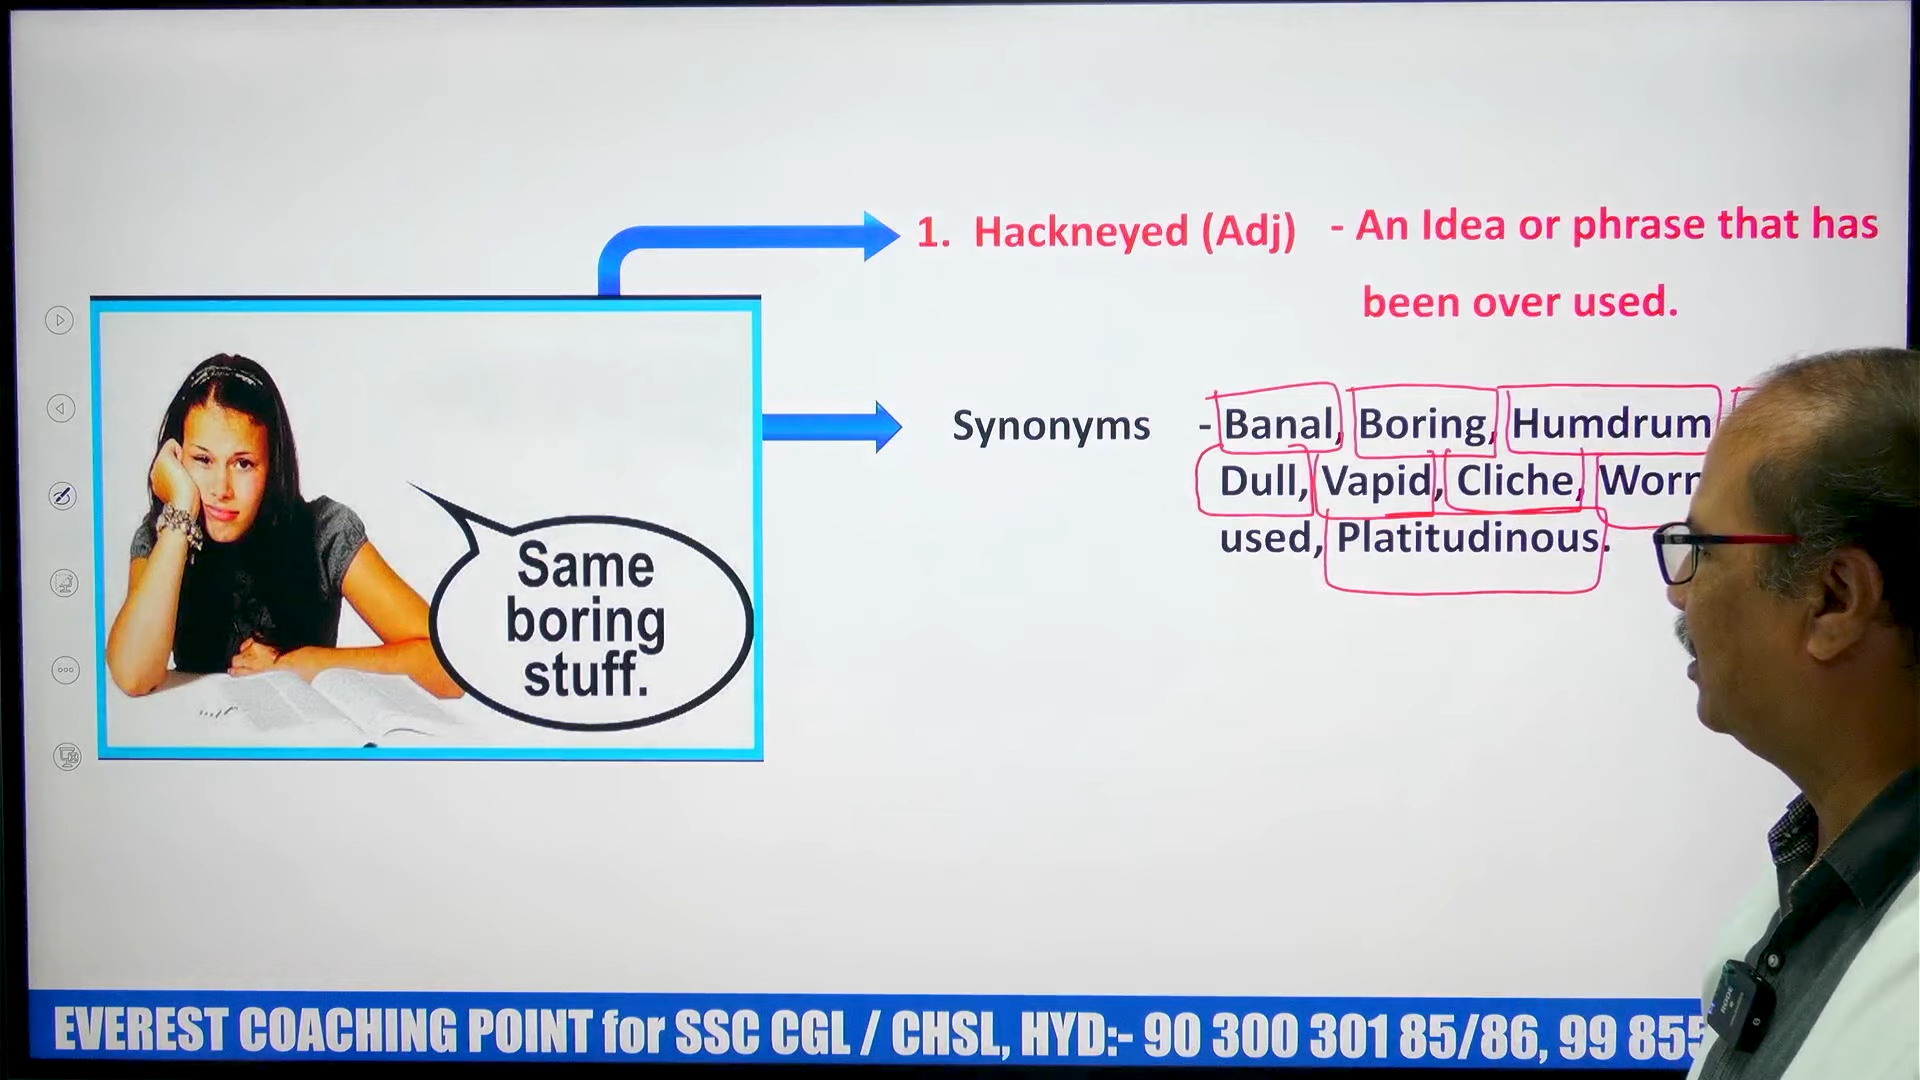 1. Hackneyed (Adj) - An Idea or phrase that has
been over used.
Synonyms - Banal, Boring, Humdrum
Dull, Vapid, Cliche, Worn
used, Platitudinous.
Same
boring
stuff.
EVEREST COACHING POINT for SSC CGL / CHSL, HYD:- 90 300 301 85/86, 99 855